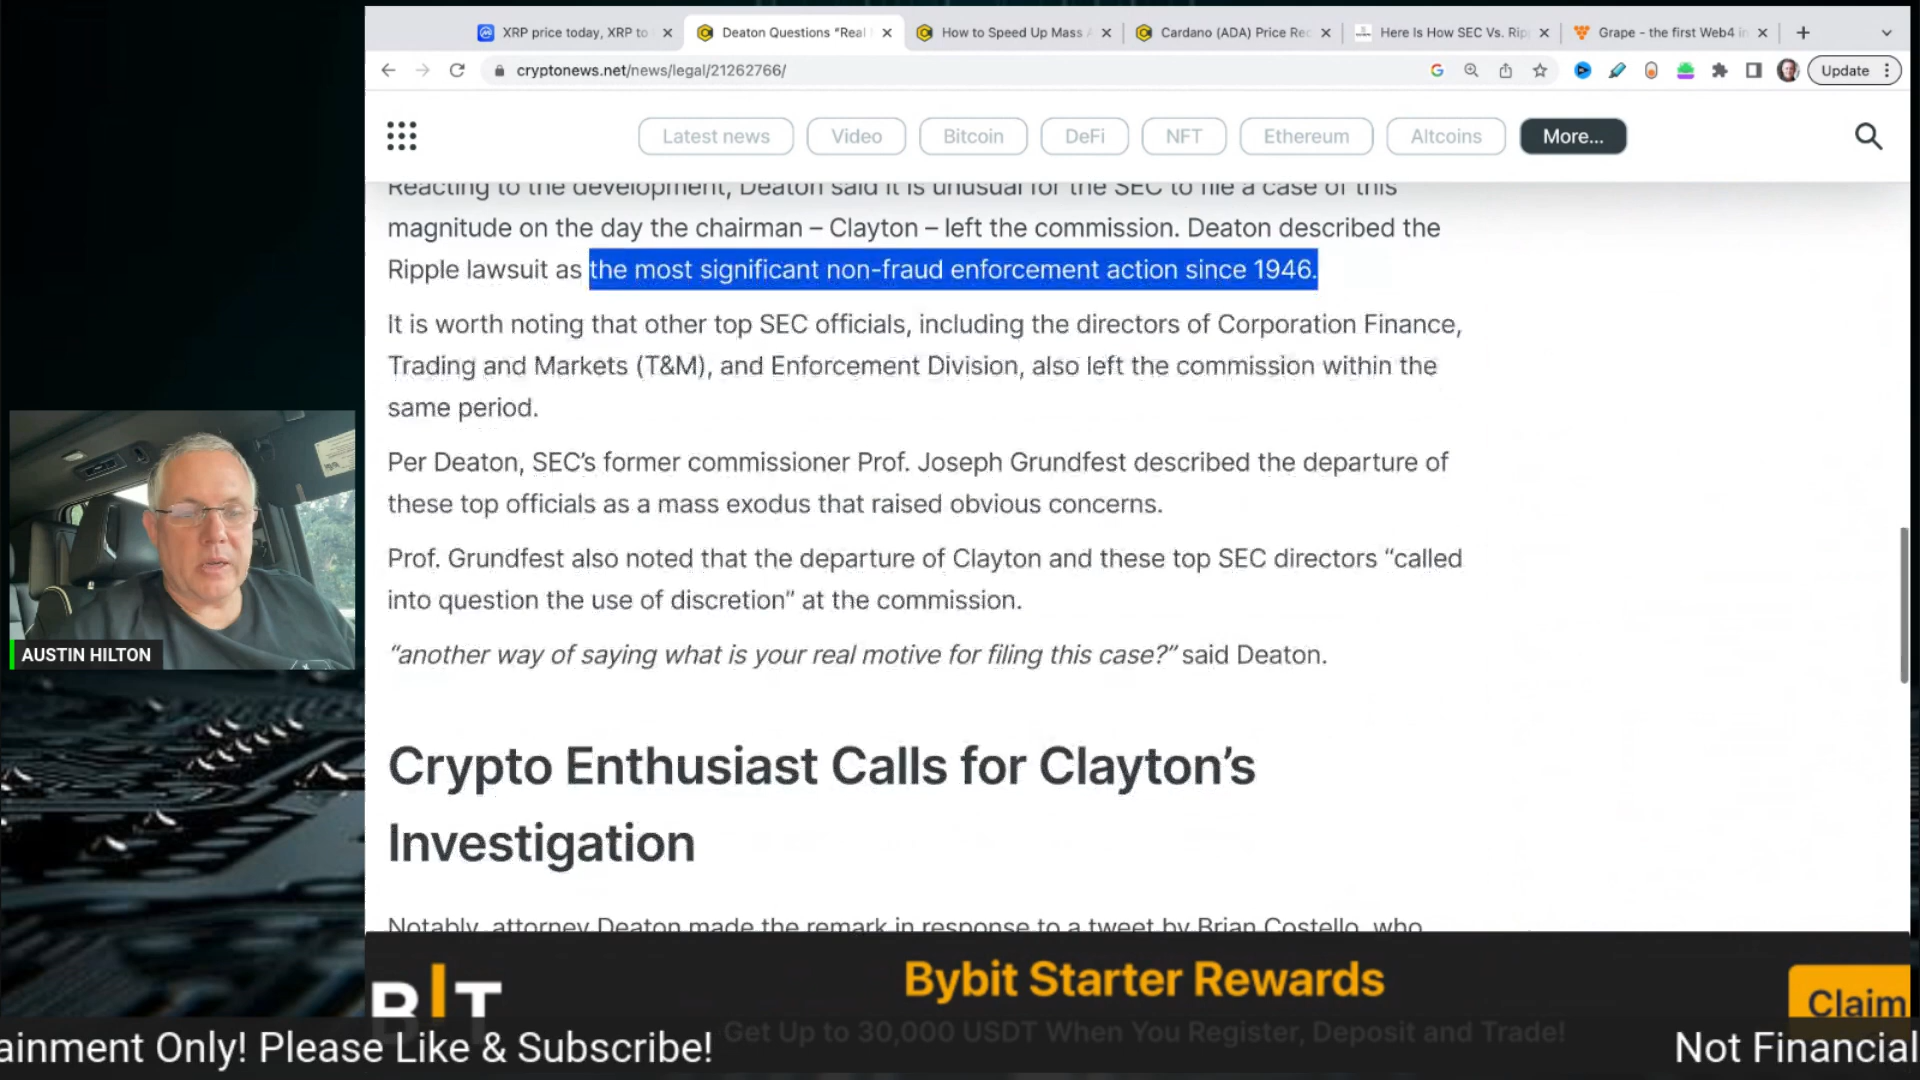 XRP price today, XRP to
Deaton Questions "Real
How to Speed Up Mass A
Cardano (ADA) Price Rec
Here Is How SEC Vs. Rip
Grape - the first Web4 in
cryptonews.net/news/legal/21262766/
Update
Latest news
Video
Bitcoin
DeFi
NFT
Ethereum
Altcoins
More...
Reacting to the development, Deaton said it is unusual for the SEC to file a case of this
magnitude on the day the chairman – Clayton – left the commission. Deaton described the
Ripple lawsuit as the most significant non-fraud enforcement action since 1946.
It is worth noting that other top SEC officials, including the directors of Corporation Finance,
Trading and Markets (T&M), and Enforcement Division, also left the commission within the
same period.
Per Deaton, SEC's former commissioner Prof. Joseph Grundfest described the departure of
these top officials as a mass exodus that raised obvious concerns.
Prof. Grundfest also noted that the departure of Clayton and these top SEC directors “called
into question the use of discretion” at the commission.
“another way of saying what is your real motive for filing this case?” said Deaton.
Crypto Enthusiast Calls for Clayton's
Investigation
Notably, attorney Deaton made the remark in response to a tweet by Brian Costello, who
AUSTIN HILTON
BIT
Bybit Starter Rewards
Get Up to 30,000 USDT When You Register, Deposit and Trade!
Claim
ainment Only! Please Like & Subscribe!
Not Financial